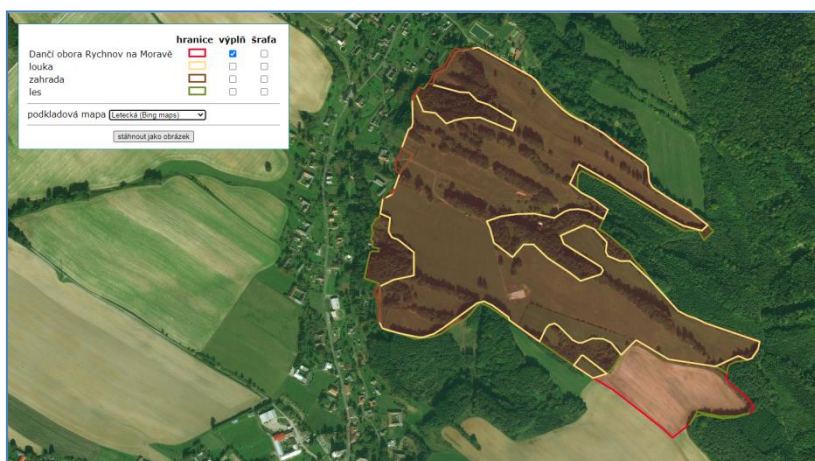 hranice výplň šrafa
Dančí obora Rychnov na Moravě
louka
zahrada
les
podkladová mapa Letecká (Bing maps)
stáhnout jako obrázek